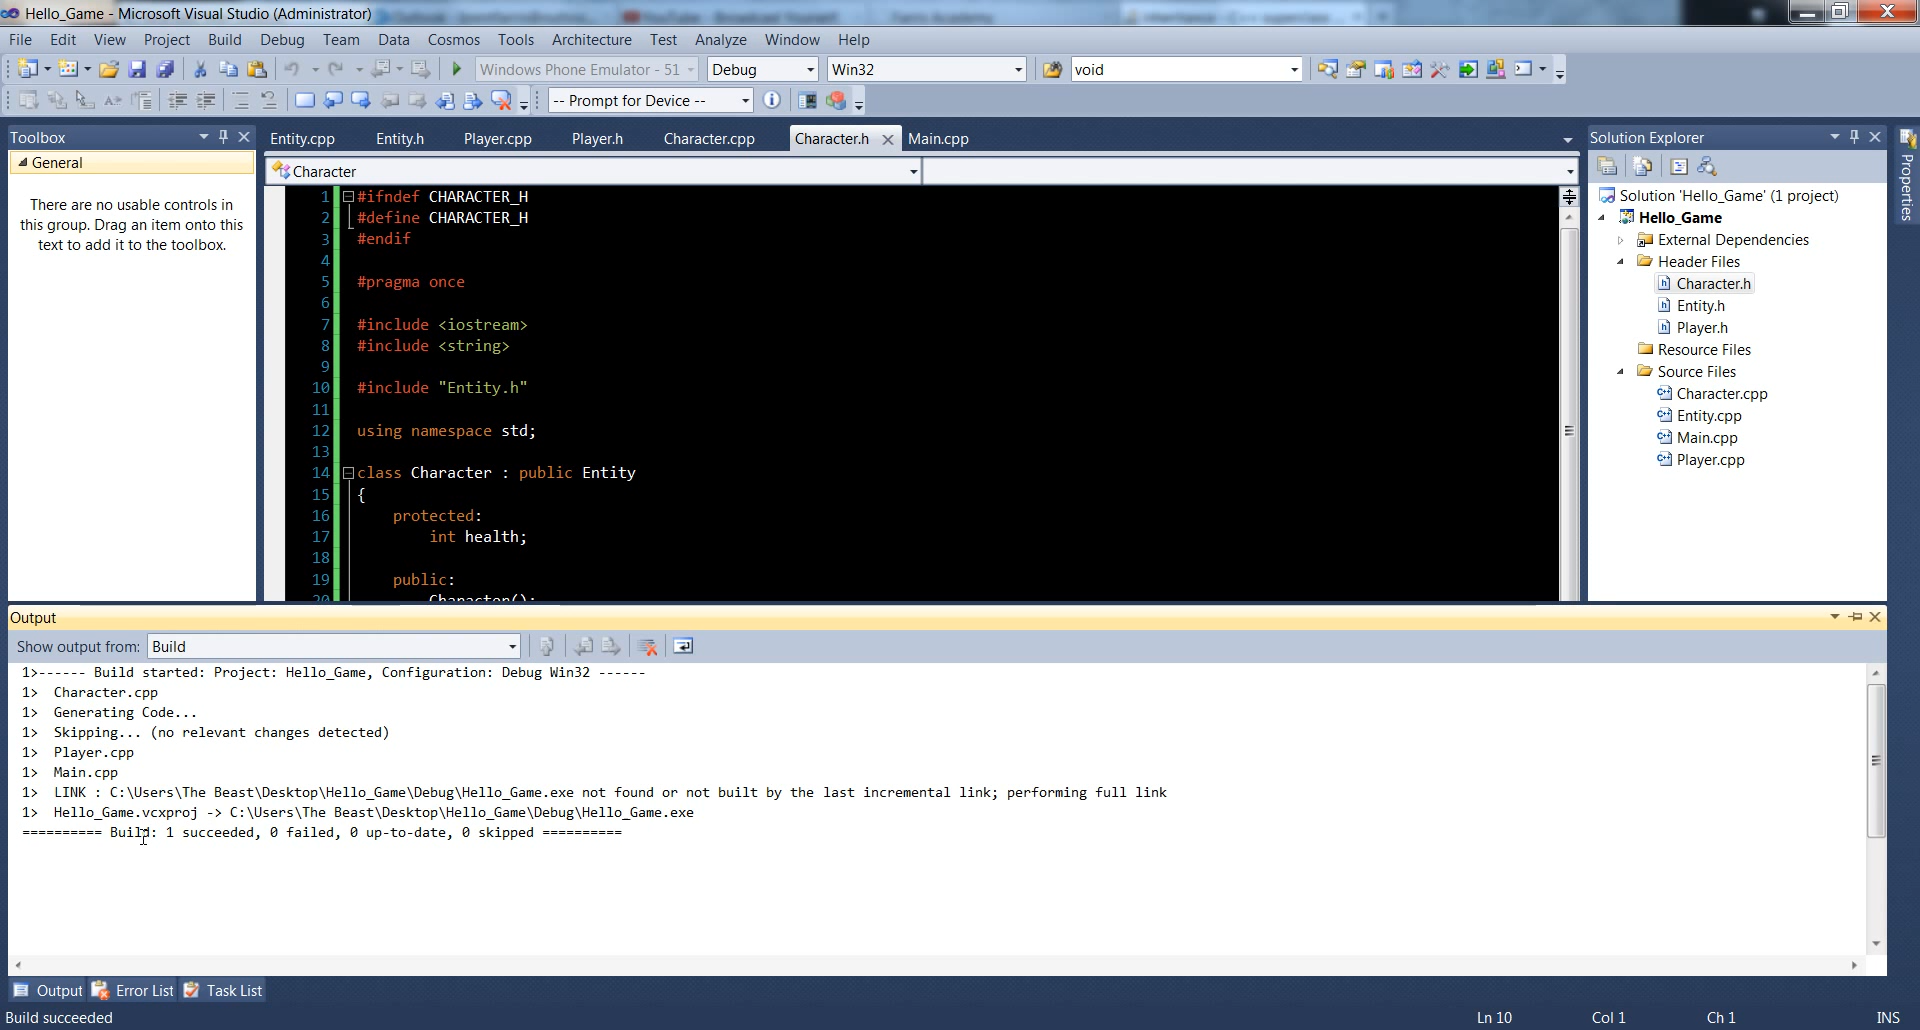 Hello_Game - Microsoft Visual Studio (Administrator)
File Edit View Project Build Debug Team Data Cosmos Tools Architecture Test Analyze Window Help
Windows Phone Emulator - 51 Debug Win32 void
-- Prompt for Device --
Toolbox
General
There are no usable controls in
this group. Drag an item onto this
text to add it to the toolbox.
Entity.cpp Entity.h Player.cpp Player.h Character.cpp Character.h Main.cpp
Character
1 #ifndef CHARACTER_H
2 #define CHARACTER_H
3 #endif
4
5 #pragma once
6
7 #include <iostream>
8 #include <string>
9
10 #include "Entity.h"
11
12 using namespace std;
13
14 class Character : public Entity
15 {
16 protected:
17 int health;
18
19 public:
20 Character();
Solution Explorer
Solution 'Hello_Game' (1 project)
Hello_Game
External Dependencies
Header Files
Character.h
Entity.h
Player.h
Resource Files
Source Files
Character.cpp
Entity.cpp
Main.cpp
Player.cpp
Properties
Output
Show output from: Build
1>------ Build started: Project: Hello_Game, Configuration: Debug Win32 ------
1> Character.cpp
1> Generating Code...
1> Skipping... (no relevant changes detected)
1> Player.cpp
1> Main.cpp
1> LINK : C:\Users\The Beast\Desktop\Hello_Game\Debug\Hello_Game.exe not found or not built by the last incremental link; performing full link
1> Hello_Game.vcxproj -> C:\Users\The Beast\Desktop\Hello_Game\Debug\Hello_Game.exe
========== Build: 1 succeeded, 0 failed, 0 up-to-date, 0 skipped ==========
Output Error List Task List
Build succeeded Ln 10 Col 1 Ch 1 INS